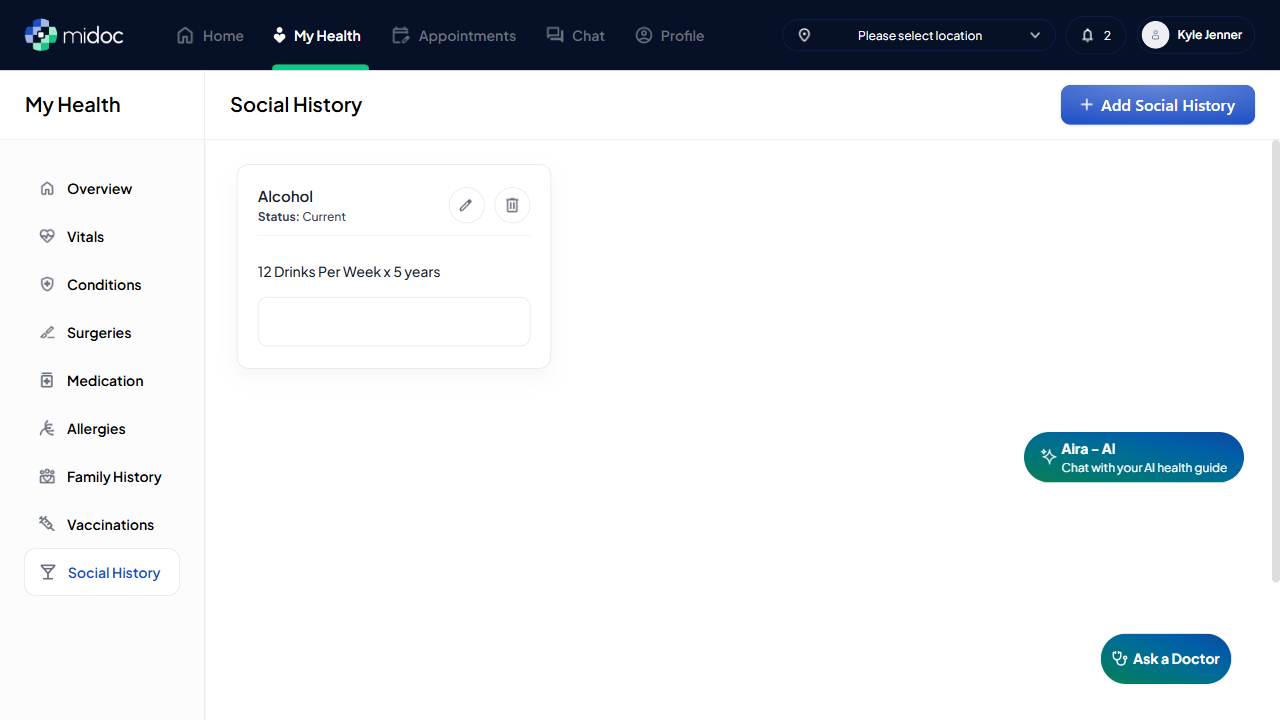 midoc
Home
My Health
Appointments
Chat
Profile
Please select location
2
Kyle Jenner
My Health
Social History
+ Add Social History
Overview
Vitals
Conditions
Surgeries
Medication
Allergies
Family History
Vaccinations
Social History
Alcohol
Status: Current
12 Drinks Per Week x 5 years
Aira – AI
Chat with your AI health guide
Ask a Doctor